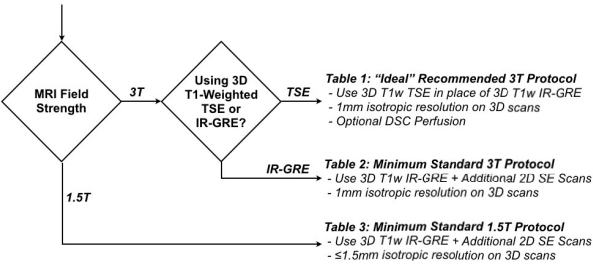 MRI Field
Strength
3T
1.5T
Using 3D
T1-Weighted
TSE or
IR-GRE?
TSE
IR-GRE
Table 1: “Ideal” Recommended 3T Protocol
- Use 3D T1w TSE in place of 3D T1w IR-GRE
- 1mm isotropic resolution on 3D scans
- Optional DSC Perfusion
Table 2: Minimum Standard 3T Protocol
- Use 3D T1w IR-GRE + Additional 2D SE Scans
- 1mm isotropic resolution on 3D scans
Table 3: Minimum Standard 1.5T Protocol
- Use 3D T1w IR-GRE + Additional 2D SE Scans
- ≤1.5mm isotropic resolution on 3D scans